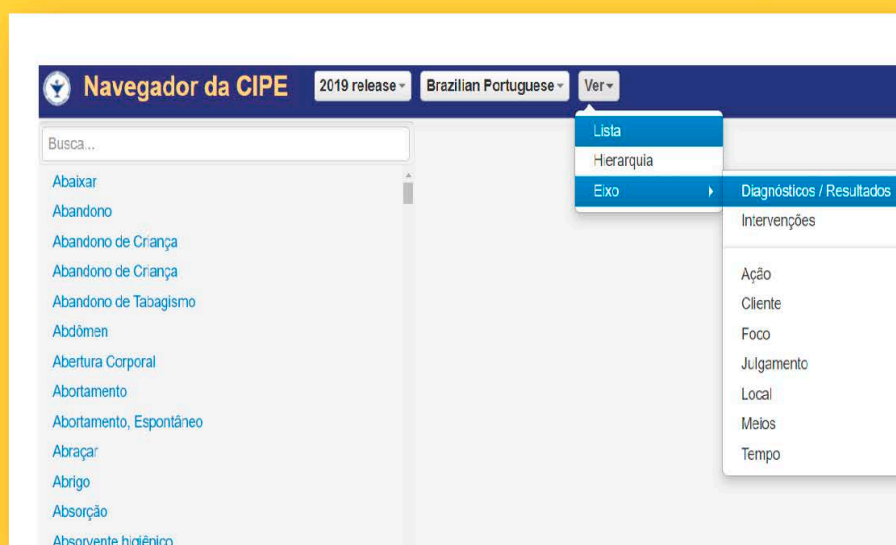 Navegador da CIPE 2019 release Brazilian Portuguese Ver
Busca...
Abaixar
Abandono
Abandono de Criança
Abandono de Criança
Abandono de Tabagismo
Abdômen
Abertura Corporal
Abortamento
Abortamento, Espontâneo
Abraçar
Abrigo
Absorção
Absorvente higiênico
Lista
Hierarquia
Eixo
Diagnósticos / Resultados
Intervenções
Ação
Cliente
Foco
Julgamento
Local
Meios
Tempo